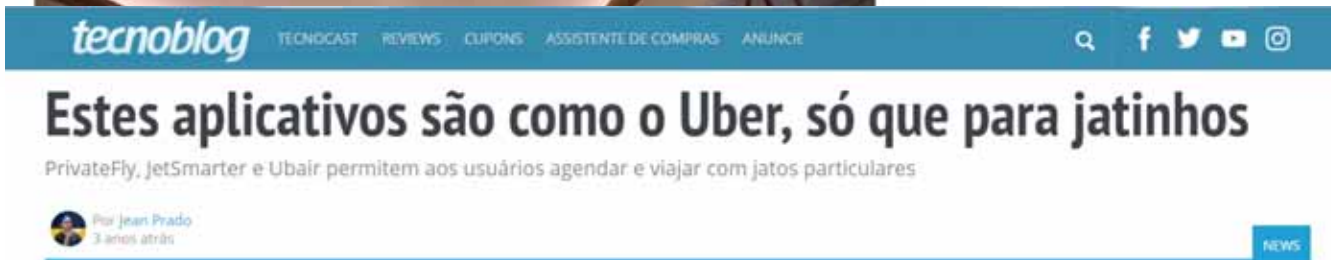 tecnoblog TECNOCAST REVIEWS CUPONS ASSISTENTE DE COMPRAS ANUNCIE
Estes aplicativos são como o Uber, só que para jatinhos
PrivateFly, JetSmarter e Ubair permitem aos usuários agendar e viajar com jatos particulares
Por Jean Prado
3 anos atrás
NEWS